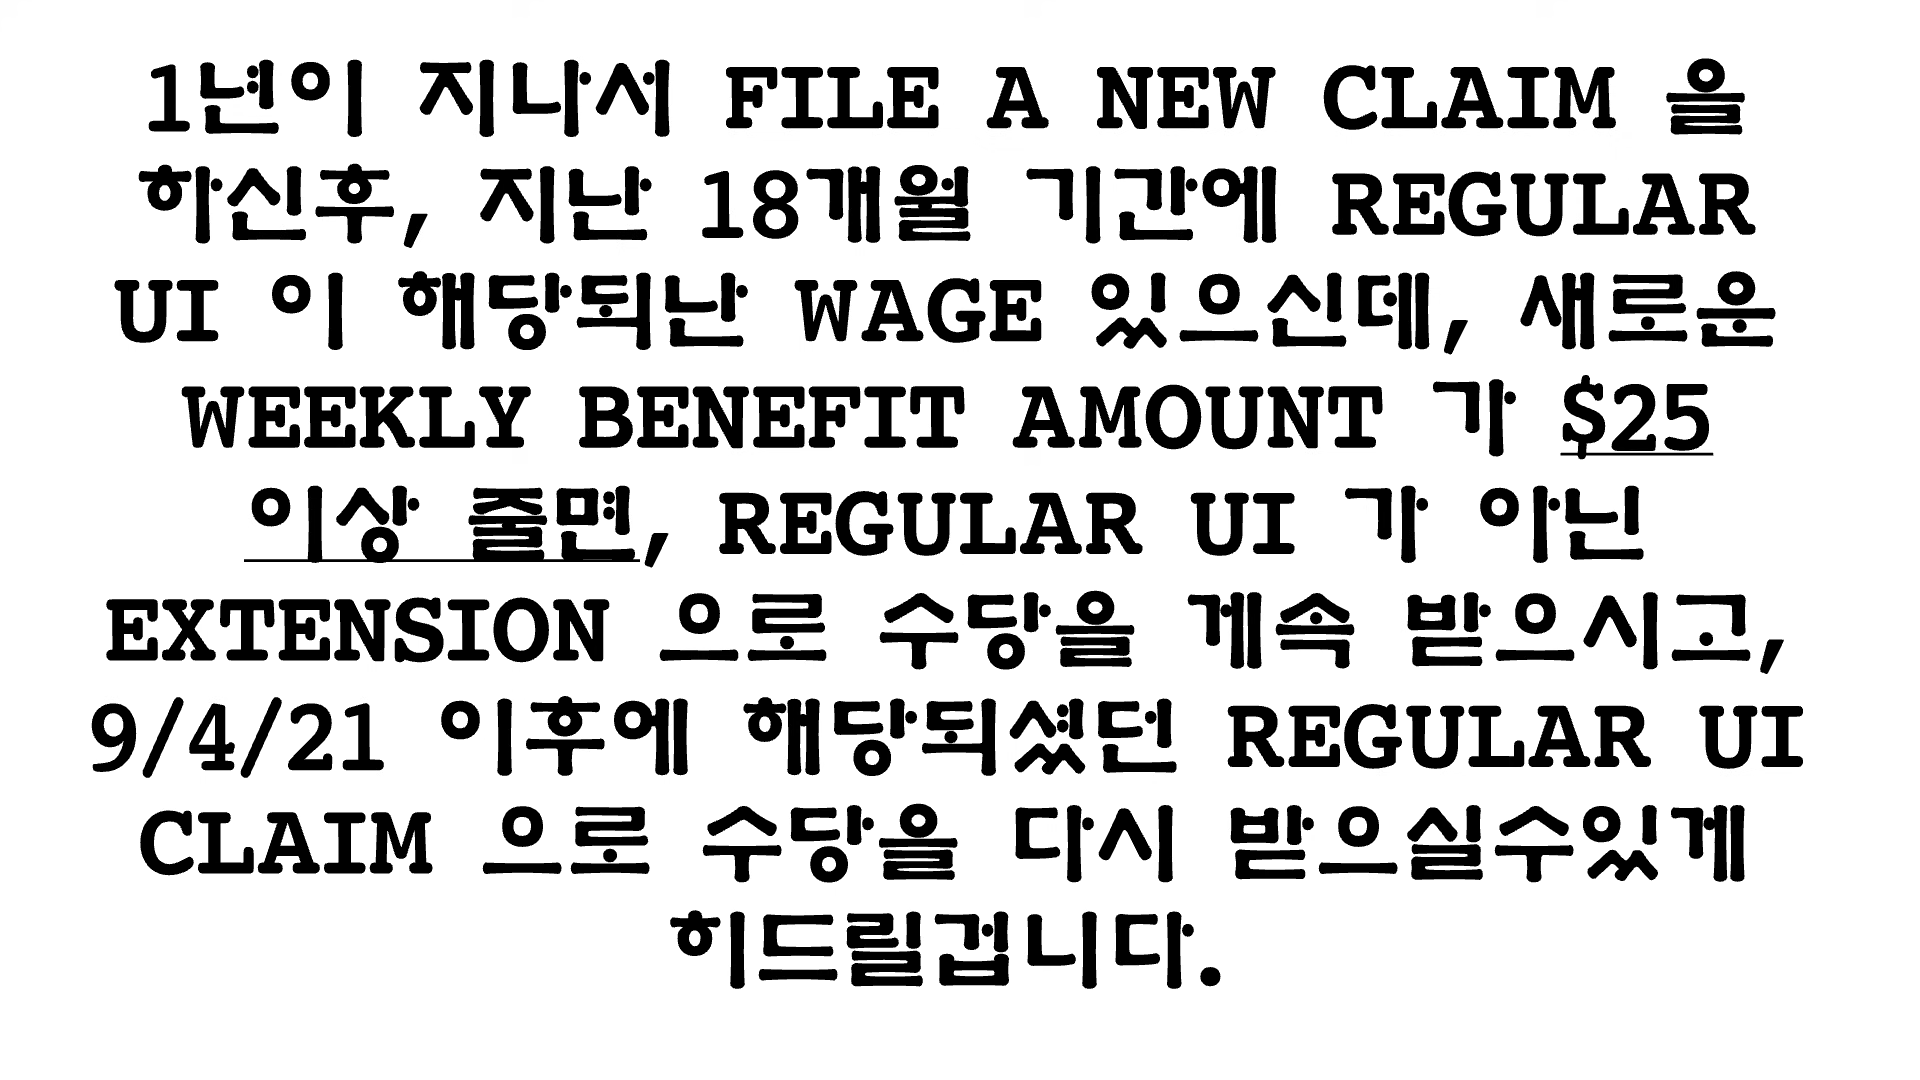 1년이 지나서 FILE A NEW CLAIM 을
하신후, 지난 18개월 기간에 REGULAR
UI 이 해당되난 WAGE 있으신데, 새로운
WEEKLY BENEFIT AMOUNT 가 $25
이상 줄면, REGULAR UI 가 아닌
EXTENSION 으로 수당을 계속 받으시고,
9/4/21 이후에 해당되셨던 REGULAR UI
CLAIM 으로 수당을 다시 받으실수있게
히드릴겁니다.